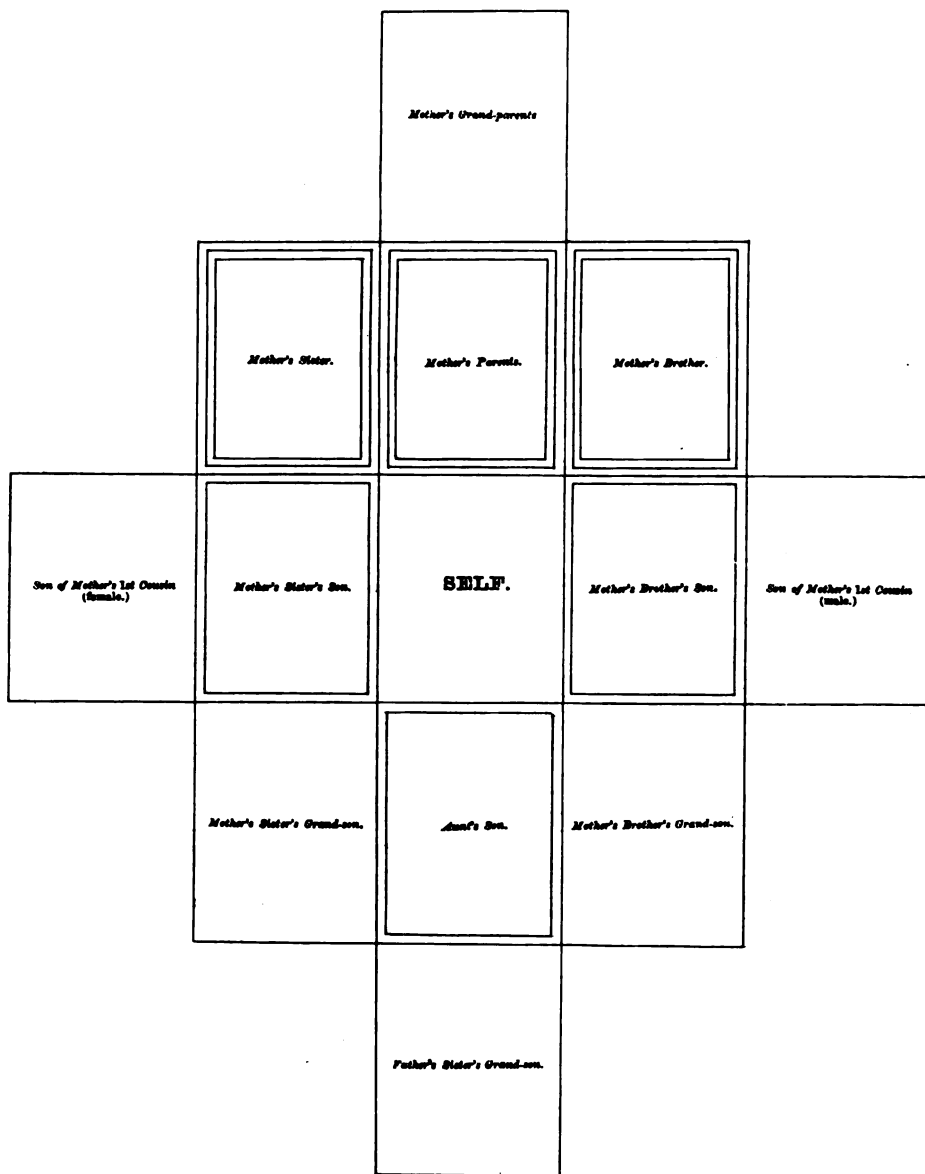 Mother's Grand-parents
Mother's Sister.
Mother's Parents.
Mother's Brother.
Son of Mother's 1st Cousin
(female.)
Mother's Sister's Son.
SELF.
Mother's Brother's Son.
Son of Mother's 1st Cousin
(male.)
Mother's Sister's Grand-son.
Aunt's Son.
Mother's Brother's Grand-son.
Father's Sister's Grand-son.